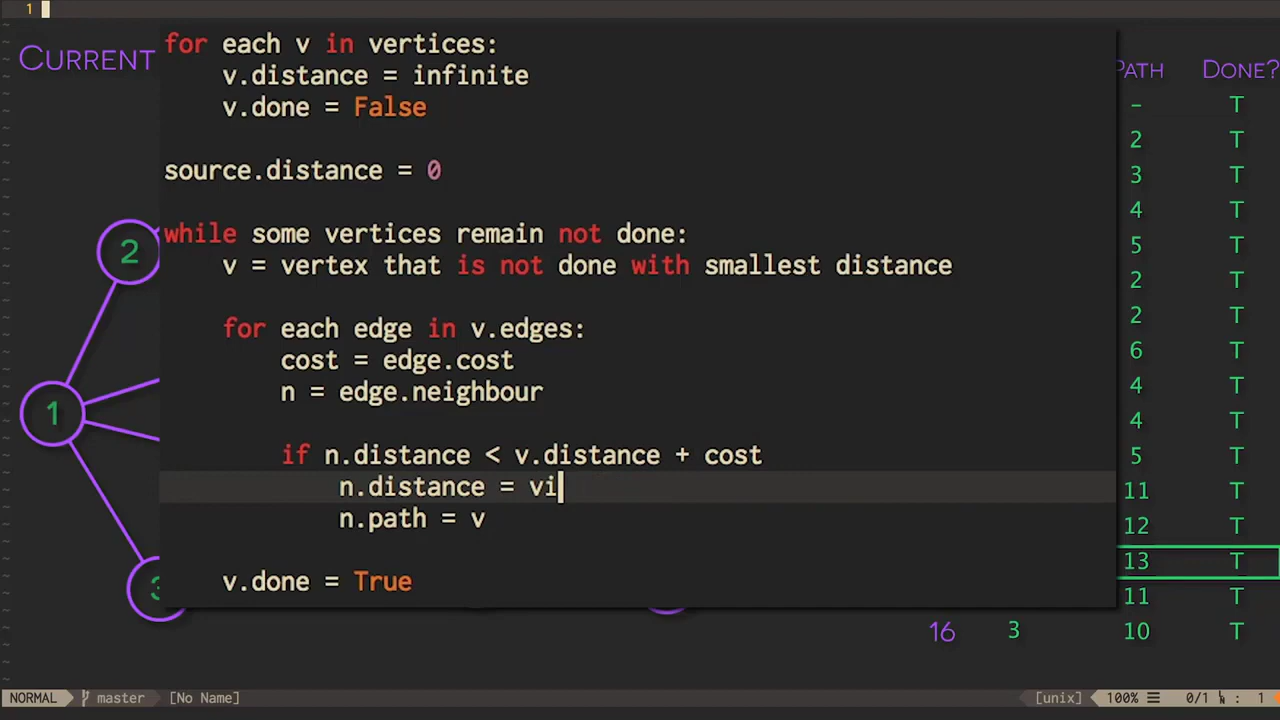 1
CURRENT
for each v in vertices:
v.distance = infinite
v.done = False
source.distance = 0
while some vertices remain not done:
v = vertex that is not done with smallest distance
for each edge in v.edges:
cost = edge.cost
n = edge.neighbour
if n.distance < v.distance + cost
n.distance = vi
n.path = v
v.done = True
2
1
3
PATH DONE?
- T
2 T
3 T
4 T
5 T
2 T
2 T
6 T
4 T
4 T
5 T
11 T
12 T
13 T
11 T
16 3 10 T
NORMAL master [No Name] [unix] 100% ☰ 0/1 : 1